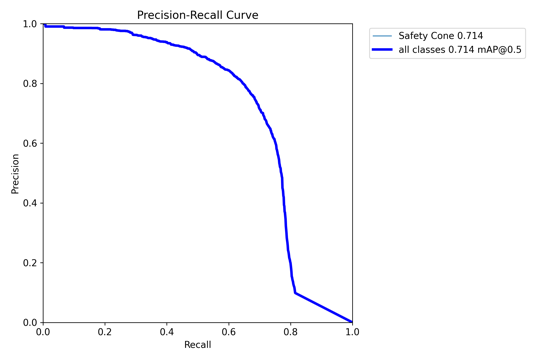 Precision-Recall Curve
Safety Cone 0.714
all classes 0.714 mAP@0.5
1.0
0.8
0.6
0.4
0.2
0.0
Precision
0.0 0.2 0.4 0.6 0.8 1.0
Recall